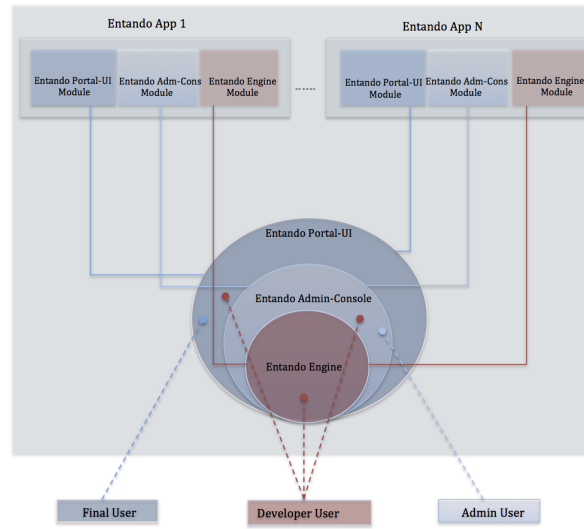 Entando App 1
Entando App N
Entando Portal-UI
Module
Entando Adm-Cons
Module
Entando Engine
Module
......
Entando Portal-UI
Module
Entando Adm-Cons
Module
Entando Engine
Module
Entando Portal-UI
Entando Admin-Console
Entando Engine
Final User
Developer User
Admin User